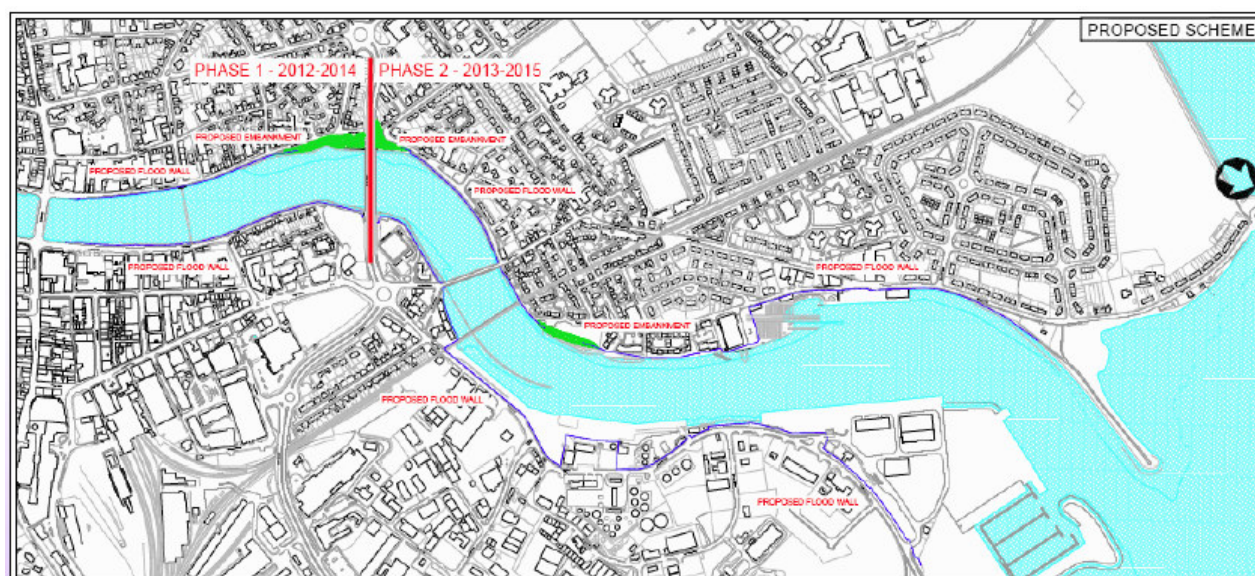 PROPOSED SCHEME
PHASE 1 - 2012-2014
PHASE 2 - 2013-2015
PROPOSED EMBANKMENT
PROPOSED EMBANKMENT
PROPOSED FLOOD WALL
PROPOSED FLOOD WALL
PROPOSED FLOOD WALL
PROPOSED FLOOD WALL
PROPOSED EMBANKMENT
PROPOSED FLOOD WALL
PROPOSED FLOOD WALL